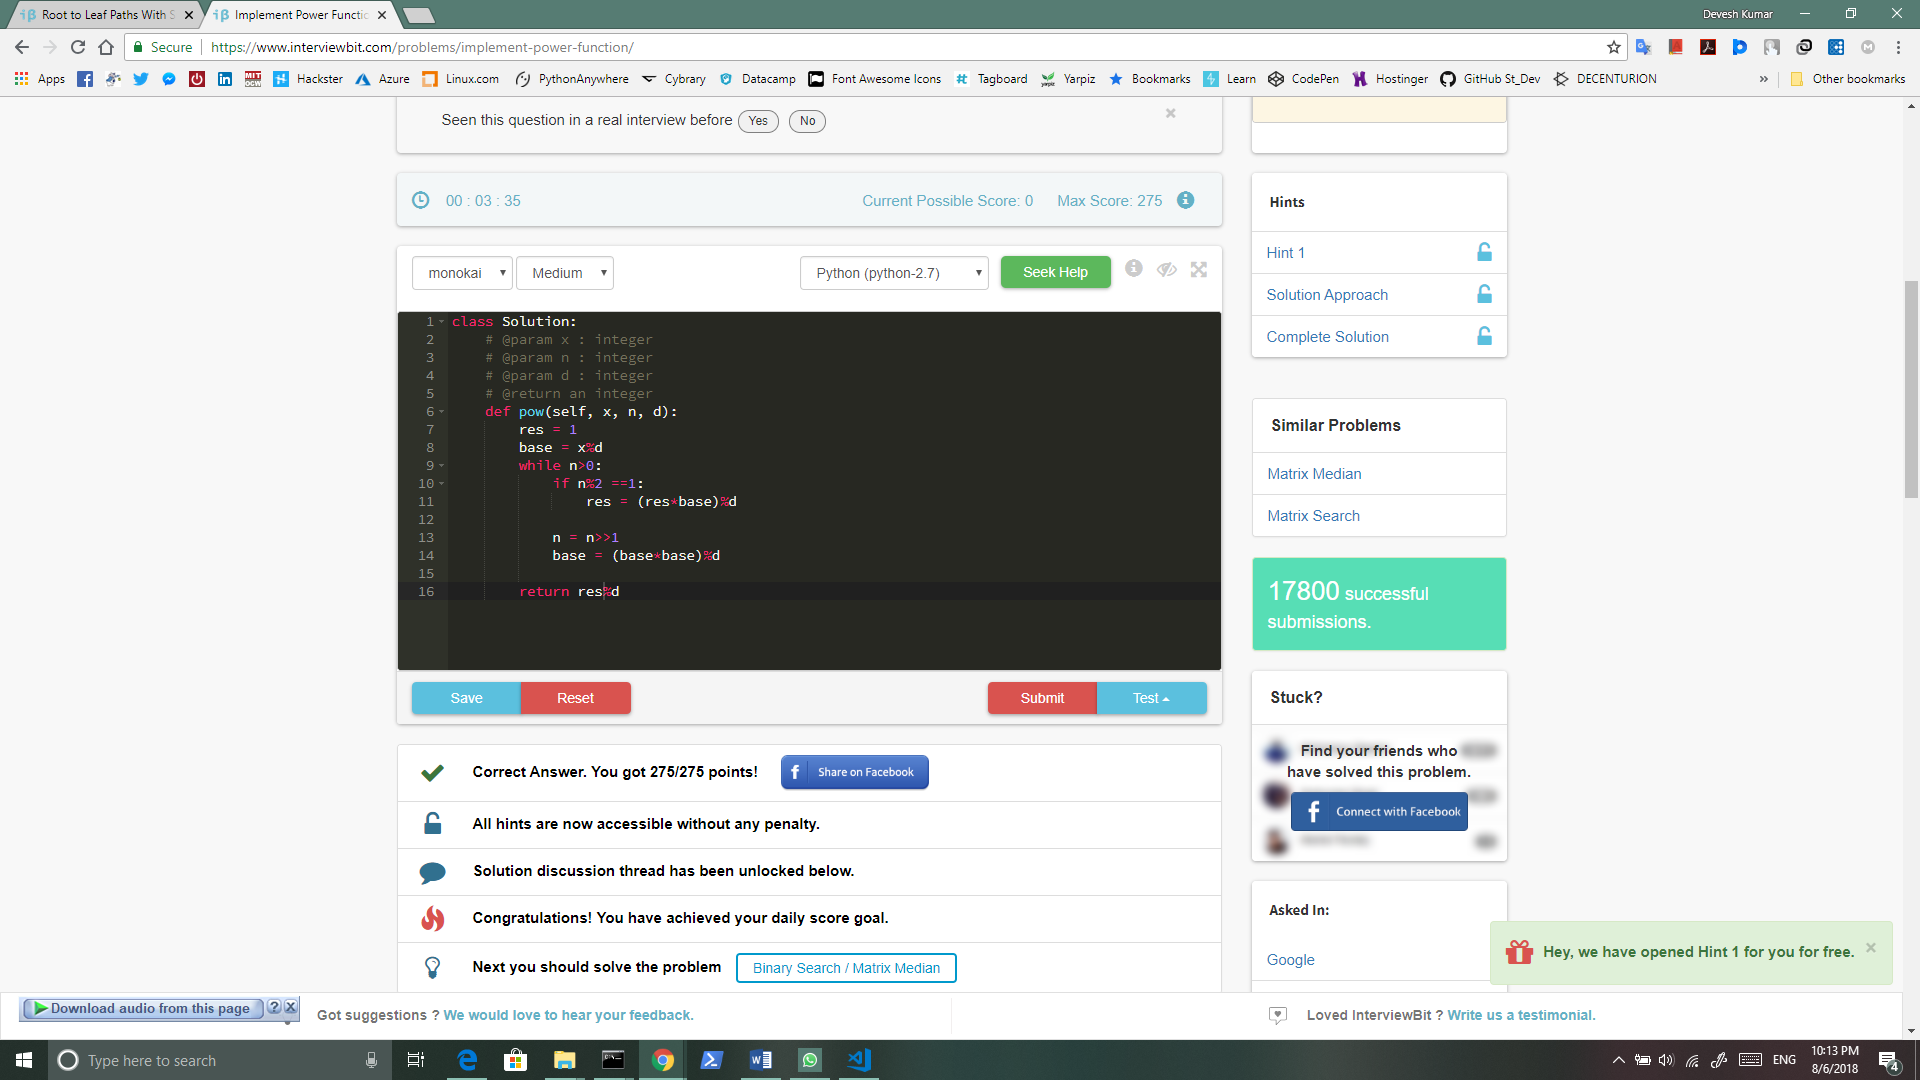 Root to Leaf Paths With S
Implement Power Functio
Devesh Kumar
Secure
https://www.interviewbit.com/problems/implement-power-function/
Apps
Hackster
Azure
Linux.com
PythonAnywhere
Cybrary
Datacamp
Font Awesome Icons
Tagboard
Yarpiz
Bookmarks
Learn
CodePen
Hostinger
GitHub St_Dev
DECENTURION
»
Other bookmarks
Seen this question in a real interview before Yes No
00 : 03 : 35
Current Possible Score: 0
Max Score: 275
monokai
Medium
Python (python-2.7)
Seek Help
1 class Solution:
2 # @param x : integer
3 # @param n : integer
4 # @param d : integer
5 # @return an integer
6 def pow(self, x, n, d):
7 res = 1
8 base = x%d
9 while n>0:
10 if n%2 ==1:
11 res = (res*base)%d
12
13 n = n>>1
14 base = (base*base)%d
15
16 return res%d
Save
Reset
Submit
Test
Correct Answer. You got 275/275 points!
Share on Facebook
All hints are now accessible without any penalty.
Solution discussion thread has been unlocked below.
Congratulations! You have achieved your daily score goal.
Next you should solve the problem
Binary Search / Matrix Median
Hints
Hint 1
Solution Approach
Complete Solution
Similar Problems
Matrix Median
Matrix Search
17800 successful
submissions.
Stuck?
Find your friends who
have solved this problem.
Connect with Facebook
Asked In:
Google
Hey, we have opened Hint 1 for you for free.
Download audio from this page
Got suggestions ? We would love to hear your feedback.
Loved InterviewBit ? Write us a testimonial.
Type here to search
ENG
10:13 PM
8/6/2018
4